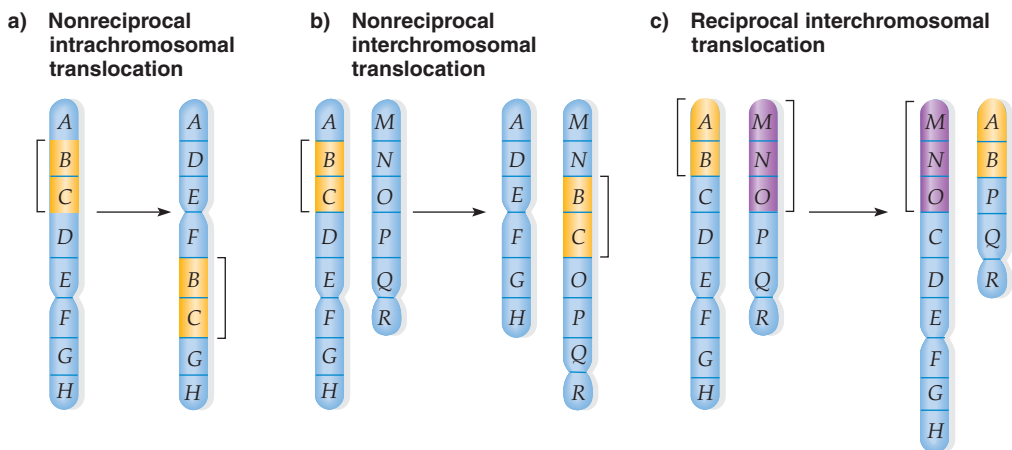 a) Nonreciprocal
intrachromosomal
translocation
A
B
C
D
E
F
G
H
A
D
E
F
B
C
G
H
b) Nonreciprocal
interchromosomal
translocation
A
B
C
D
E
F
G
H
M
N
O
P
Q
R
A
D
E
F
G
H
M
N
B
C
O
P
Q
R
c) Reciprocal interchromosomal
translocation
A
B
C
D
E
F
G
H
M
N
O
P
Q
R
M
N
O
C
D
E
F
G
H
A
B
P
Q
R